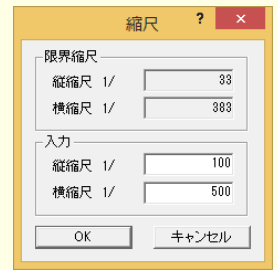 縮尺 ? ×
限界縮尺
縦縮尺 1/ 33
横縮尺 1/ 383
入力
縦縮尺 1/ 100
横縮尺 1/ 500
OK キャンセル